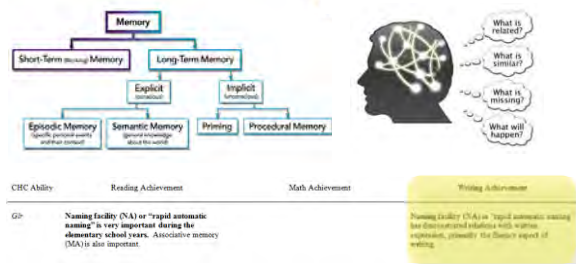 Memory
Short-Term (Working) Memory
Long-Term Memory
Explicit
(conscious)
Implicit
(unconscious)
Episodic Memory
(specific personal events
and their context)
Semantic Memory
(general knowledge
about the world)
Priming
Procedural Memory
What is
related?
What is
similar?
What is
missing?
What will
happen?
CHC Ability
Reading Achievement
Math Achievement
Writing Achievement
Glr
Naming facility (NA) or "rapid automatic
naming" is very important during the
elementary school years. Associative memory
(MA) is also important.
Naming facility (NA) or "rapid automatic naming
has demonstrated relations with written
expression, primarily the fluency aspect of
writing.